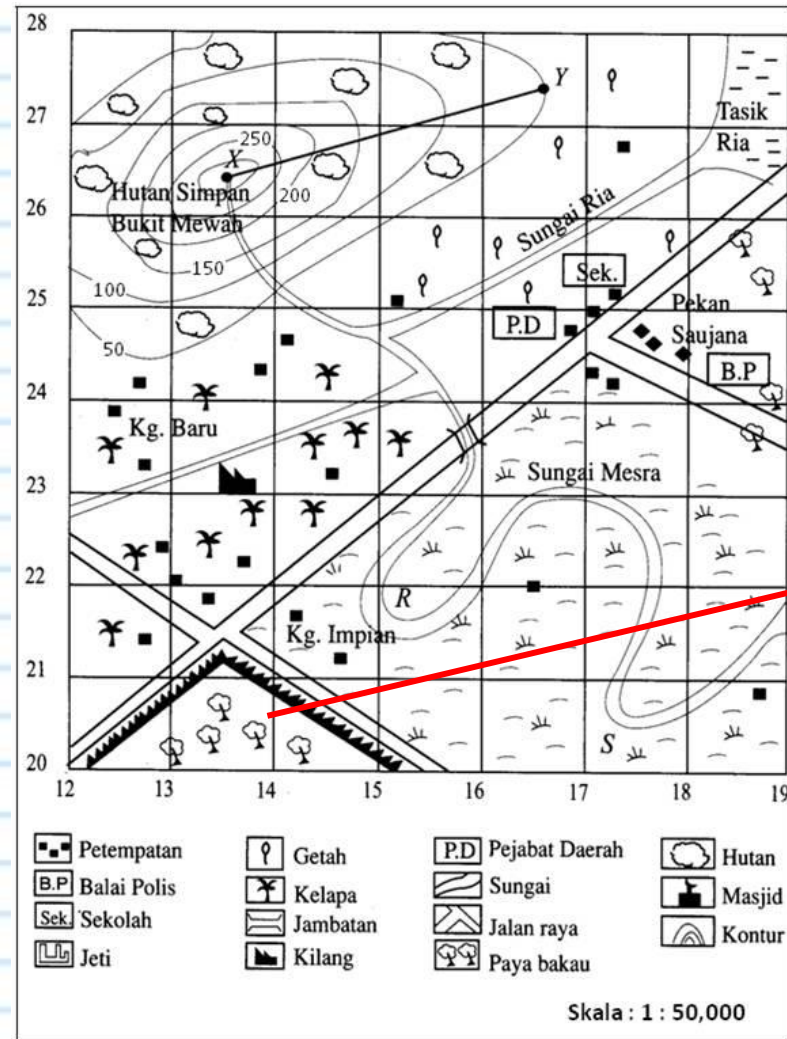 28
27
26
25
24
23
22
21
20
12 13 14 15 16 17 18 19
Y
X
250
200
150
100
50
Hutan Simpan
Bukit Mewah
Tasik
Ria
Sungai Ria
Sek.
P.D
Pekan
Saujana
B.P
Kg. Baru
Sungai Mesra
R
Kg. Impian
S
Petempatan
B.P Balai Polis
Sek. Sekolah
Jeti
Getah
Kelapa
Jambatan
Kilang
P.D Pejabat Daerah
Sungai
Jalan raya
Paya bakau
Hutan
Masjid
Kontur
Skala : 1 : 50,000